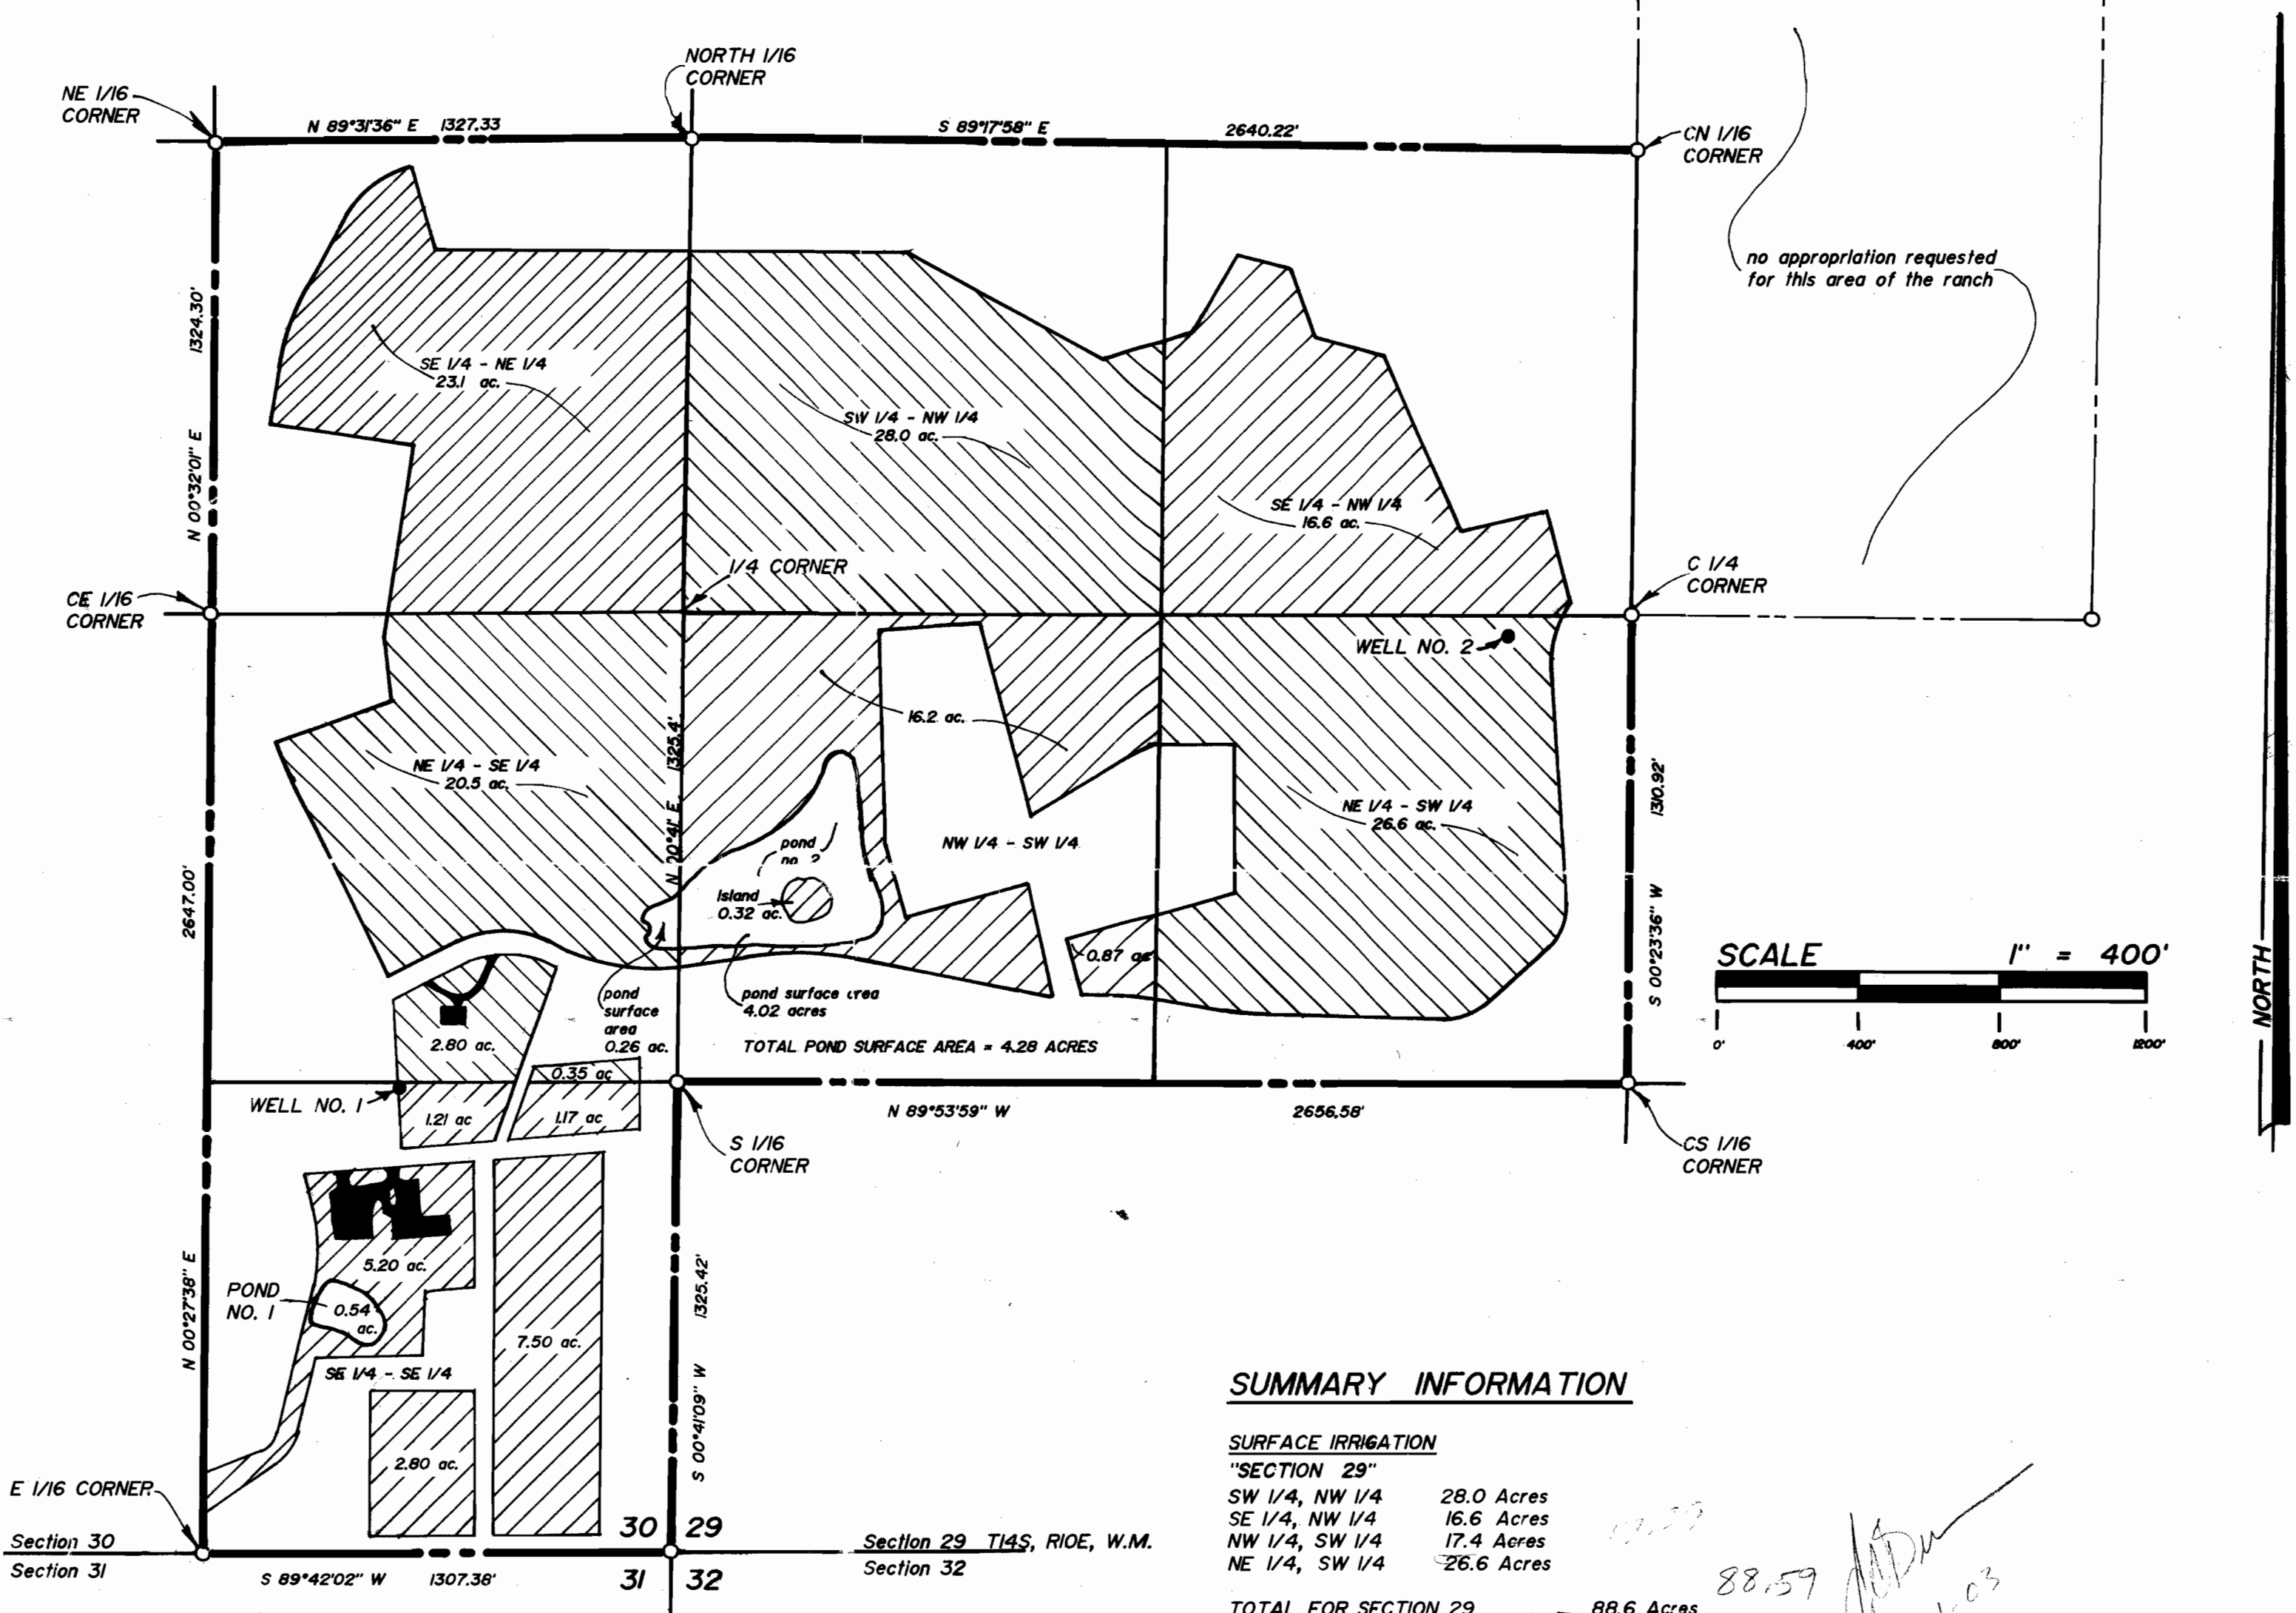 NORTH 1/16
CORNER
NE 1/16
CORNER
N 89°31'36" E 1327.33
S 89°17'58" E 2640.22'
CN 1/16
CORNER
no appropriation requested
for this area of the ranch
1324.30'
N 00°32'01" E
SE 1/4 - NE 1/4
23.1 ac.
SW 1/4 - NW 1/4
28.0 ac.
SE 1/4 - NW 1/4
16.6 ac.
1/4 CORNER
C 1/4
CORNER
CE 1/16
CORNER
WELL NO. 2
16.2 ac.
1325.4'
NE 1/4 - SE 1/4
20.5 ac.
NE 1/4 - SW 1/4
26.6 ac.
NW 1/4 - SW 1/4
pond
no. 2
Island
0.32 ac.
1310.92'
S 00°23'36" W
2647.00'
0.87 ac
pond
surface
area
0.26 ac.
pond surface area
4.02 acres
TOTAL POND SURFACE AREA = 4.28 ACRES
SCALE 1" = 400'
0' 400' 800' 1200'
NORTH
2.80 ac.
0.35 ac
WELL NO. 1
1.21 ac
1.17 ac
N 89°53'59" W 2656.58'
S 1/16
CORNER
CS 1/16
CORNER
5.20 ac.
POND
NO. 1
0.54
ac.
N 00°27'38" E
7.50 ac.
1325.42'
S 00°41'09" W
SE 1/4 - SE 1/4
2.80 ac.
E 1/16 CORNER
Section 30
Section 31
30 29
31 32
Section 29 T14S, R10E, W.M.
Section 32
S 89°42'02" W 1307.38'
SUMMARY INFORMATION
SURFACE IRRIGATION
"SECTION 29"
SW 1/4, NW 1/4 28.0 Acres
SE 1/4, NW 1/4 16.6 Acres
NW 1/4, SW 1/4 17.4 Acres
NE 1/4, SW 1/4 26.6 Acres
TOTAL FOR SECTION 29 = 88.6 Acres
88.59